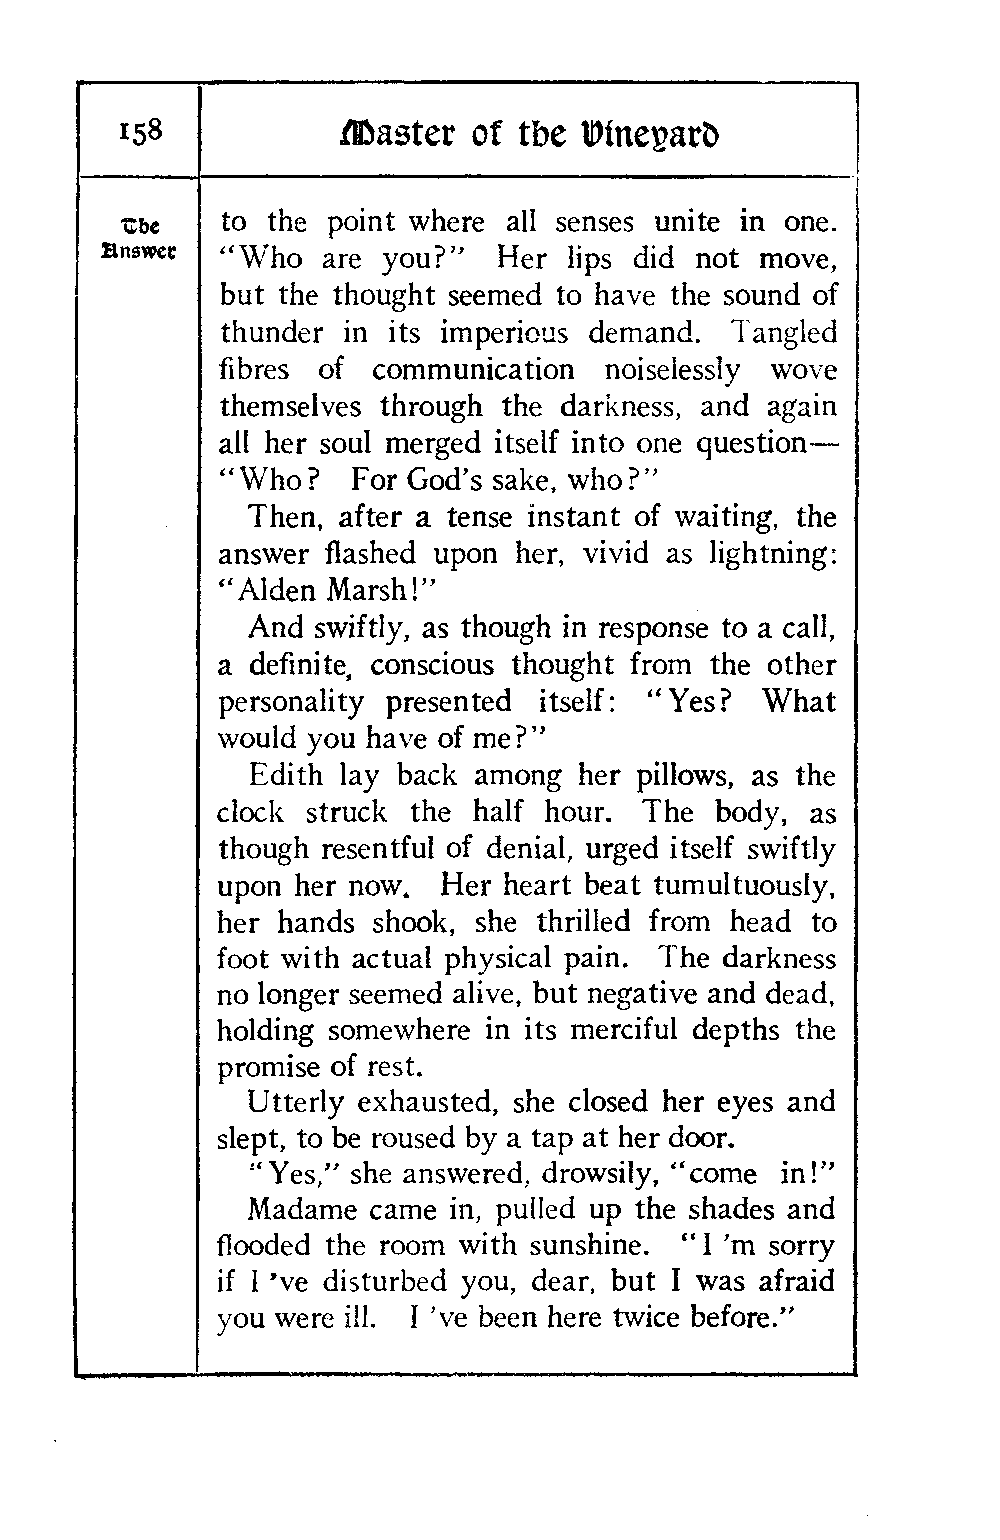 158
Master of the Vineyard
The
Answer
to the point where all senses unite in one.
"Who are you?" Her lips did not move,
but the thought seemed to have the sound of
thunder in its imperious demand. Tangled
fibres of communication noiselessly wove
themselves through the darkness, and again
all her soul merged itself into one question—
"Who? For God's sake, who?"
Then, after a tense instant of waiting, the
answer flashed upon her, vivid as lightning:
"Alden Marsh!"
And swiftly, as though in response to a call,
a definite, conscious thought from the other
personality presented itself: "Yes? What
would you have of me?"
Edith lay back among her pillows, as the
clock struck the half hour. The body, as
though resentful of denial, urged itself swiftly
upon her now. Her heart beat tumultuously,
her hands shook, she thrilled from head to
foot with actual physical pain. The darkness
no longer seemed alive, but negative and dead,
holding somewhere in its merciful depths the
promise of rest.
Utterly exhausted, she closed her eyes and
slept, to be roused by a tap at her door.
"Yes," she answered, drowsily, "come in!"
Madame came in, pulled up the shades and
flooded the room with sunshine. "I 'm sorry
if I 've disturbed you, dear, but I was afraid
you were ill. I 've been here twice before."